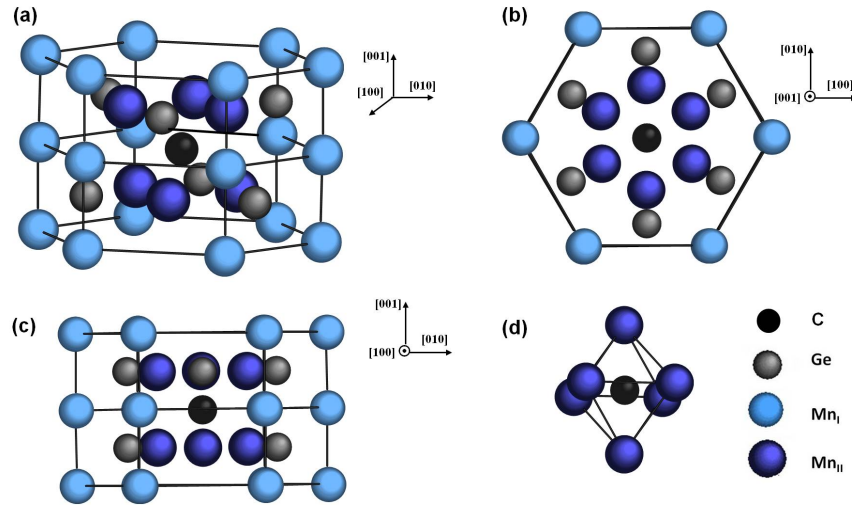 (a)
[001]
[100]
[010]
(b)
[010]
[100]
[001]
(c)
[001]
[100]
[010]
(d)
C
Ge
MnI
MnII